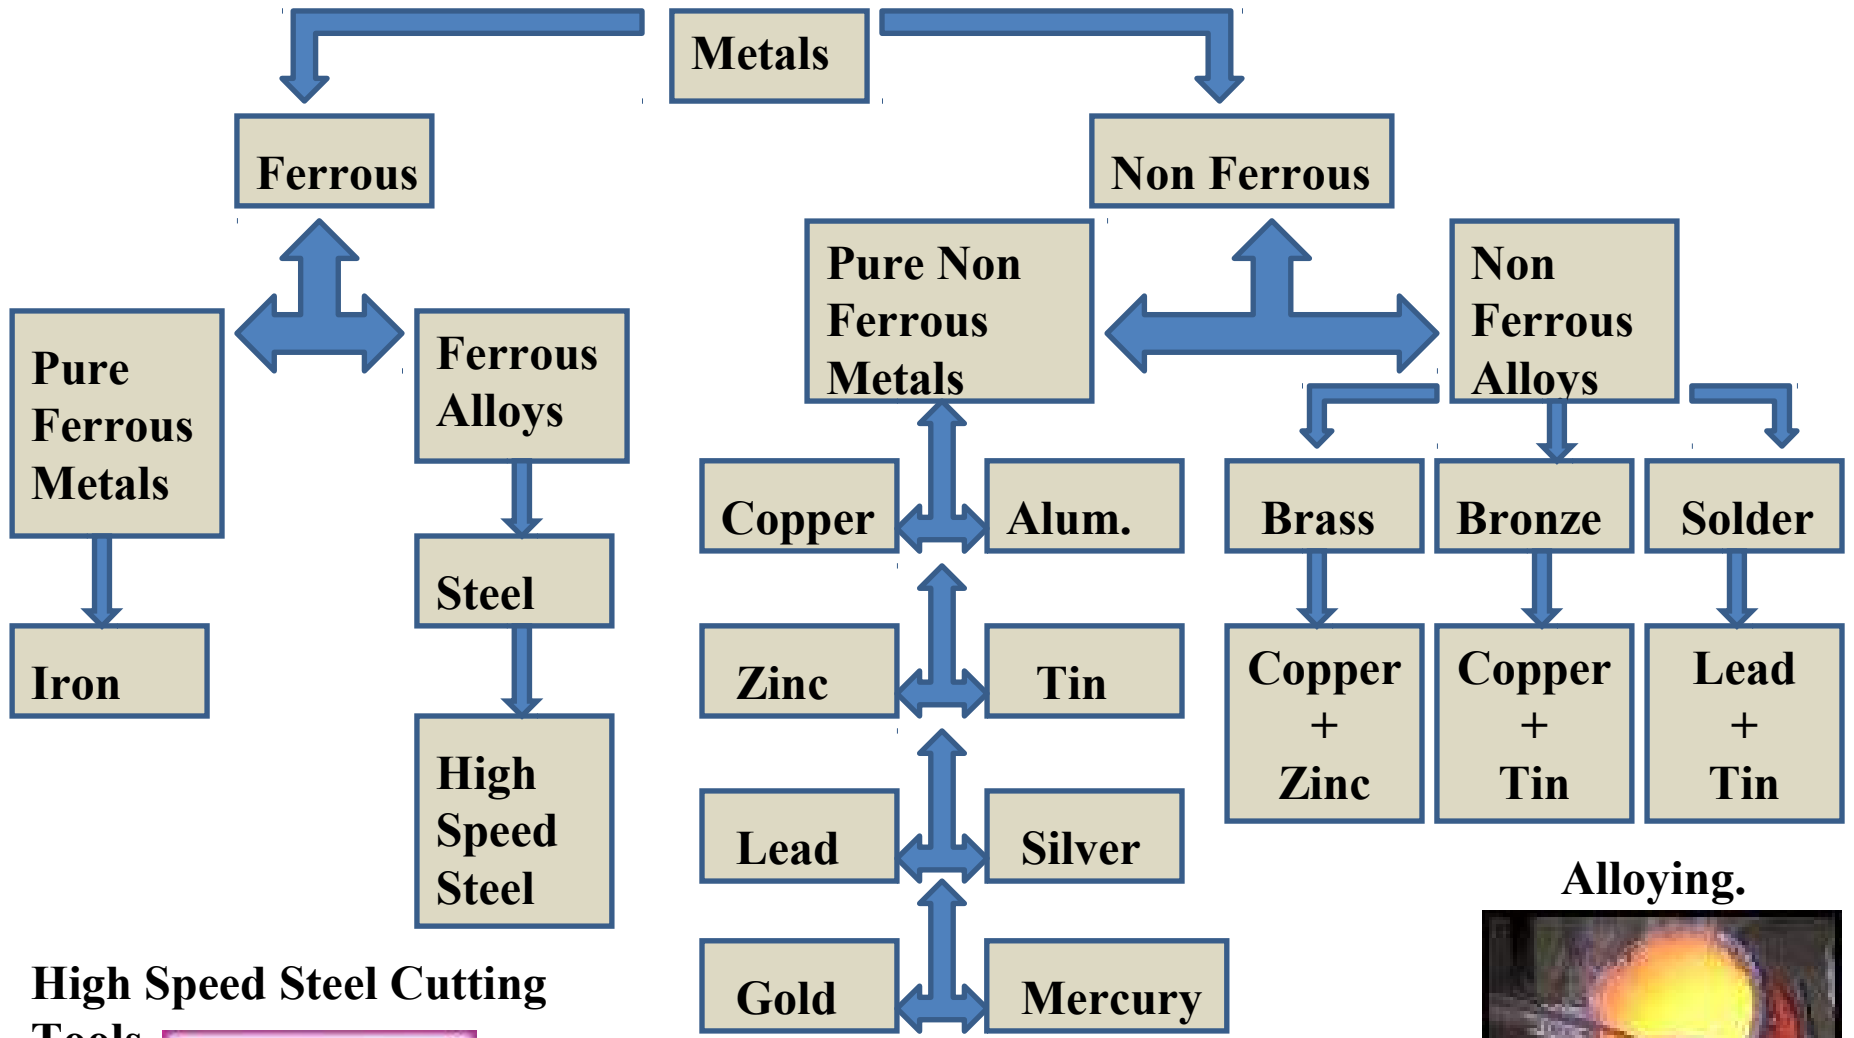 Metals
Ferrous
Non Ferrous
Pure
Ferrous
Metals
Ferrous
Alloys
Pure Non
Ferrous
Metals
Non
Ferrous
Alloys
Iron
Steel
High
Speed
Steel
Copper
Alum.
Zinc
Tin
Lead
Silver
Gold
Mercury
Brass
Bronze
Solder
Copper
+
Zinc
Copper
+
Tin
Lead
+
Tin
Alloying.
High Speed Steel Cutting
Tools